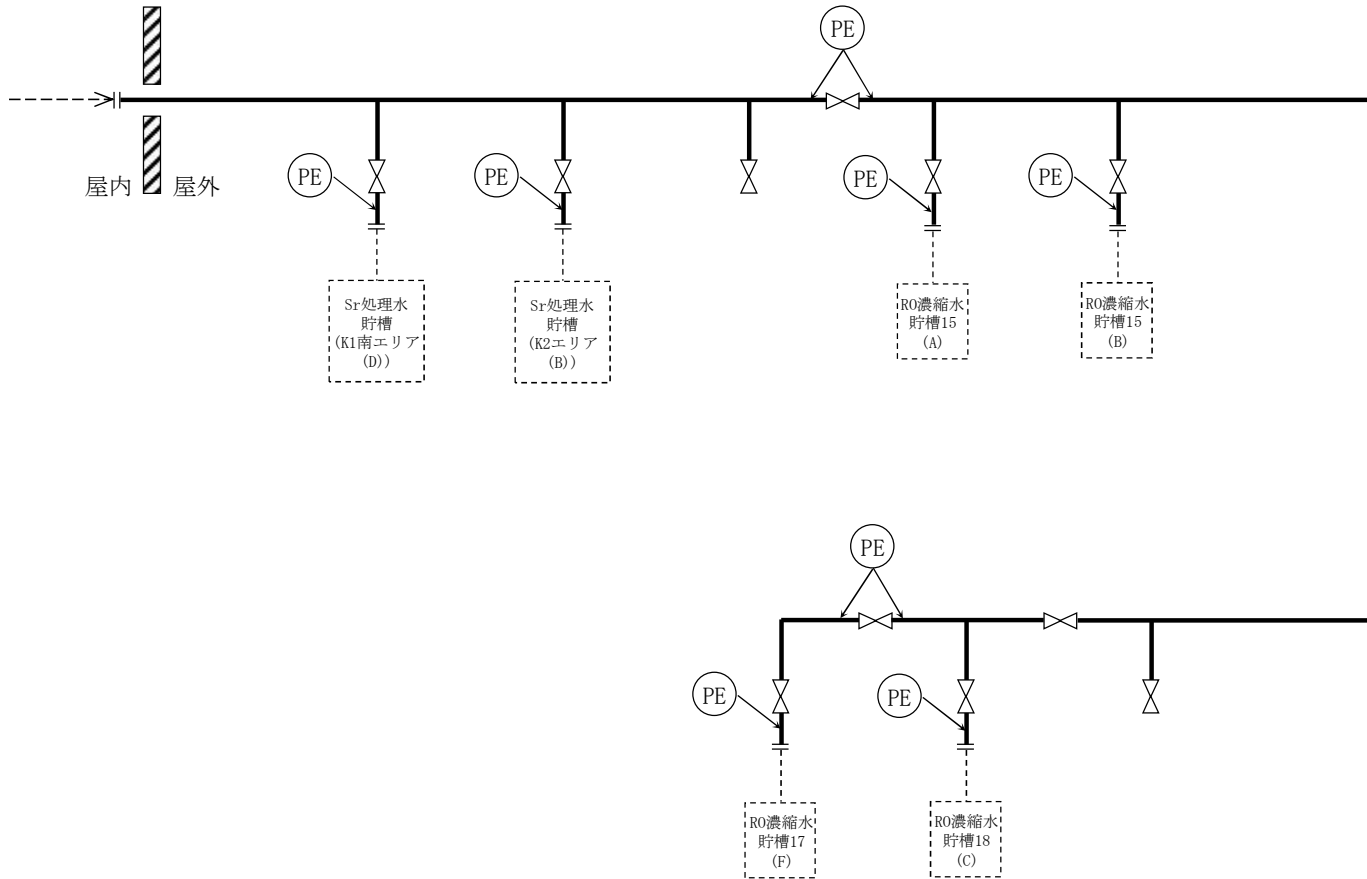 PE
屋内 屋外
PE
PE
PE
PE
Sr処理水
貯槽
(K1南エリア
(D))
Sr処理水
貯槽
(K2エリア
(B))
RO濃縮水
貯槽15
(A)
RO濃縮水
貯槽15
(B)
PE
PE
PE
RO濃縮水
貯槽17
(F)
RO濃縮水
貯槽18
(C)